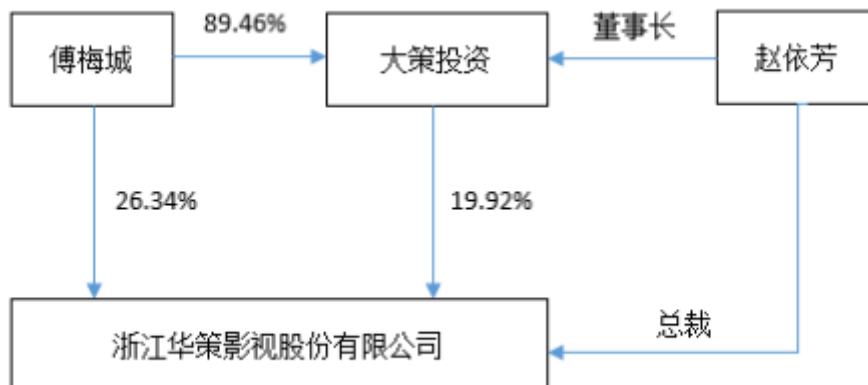 89.46%
董事长
傅梅城
大策投资
赵依芳
26.34%
19.92%
总裁
浙江华策影视股份有限公司